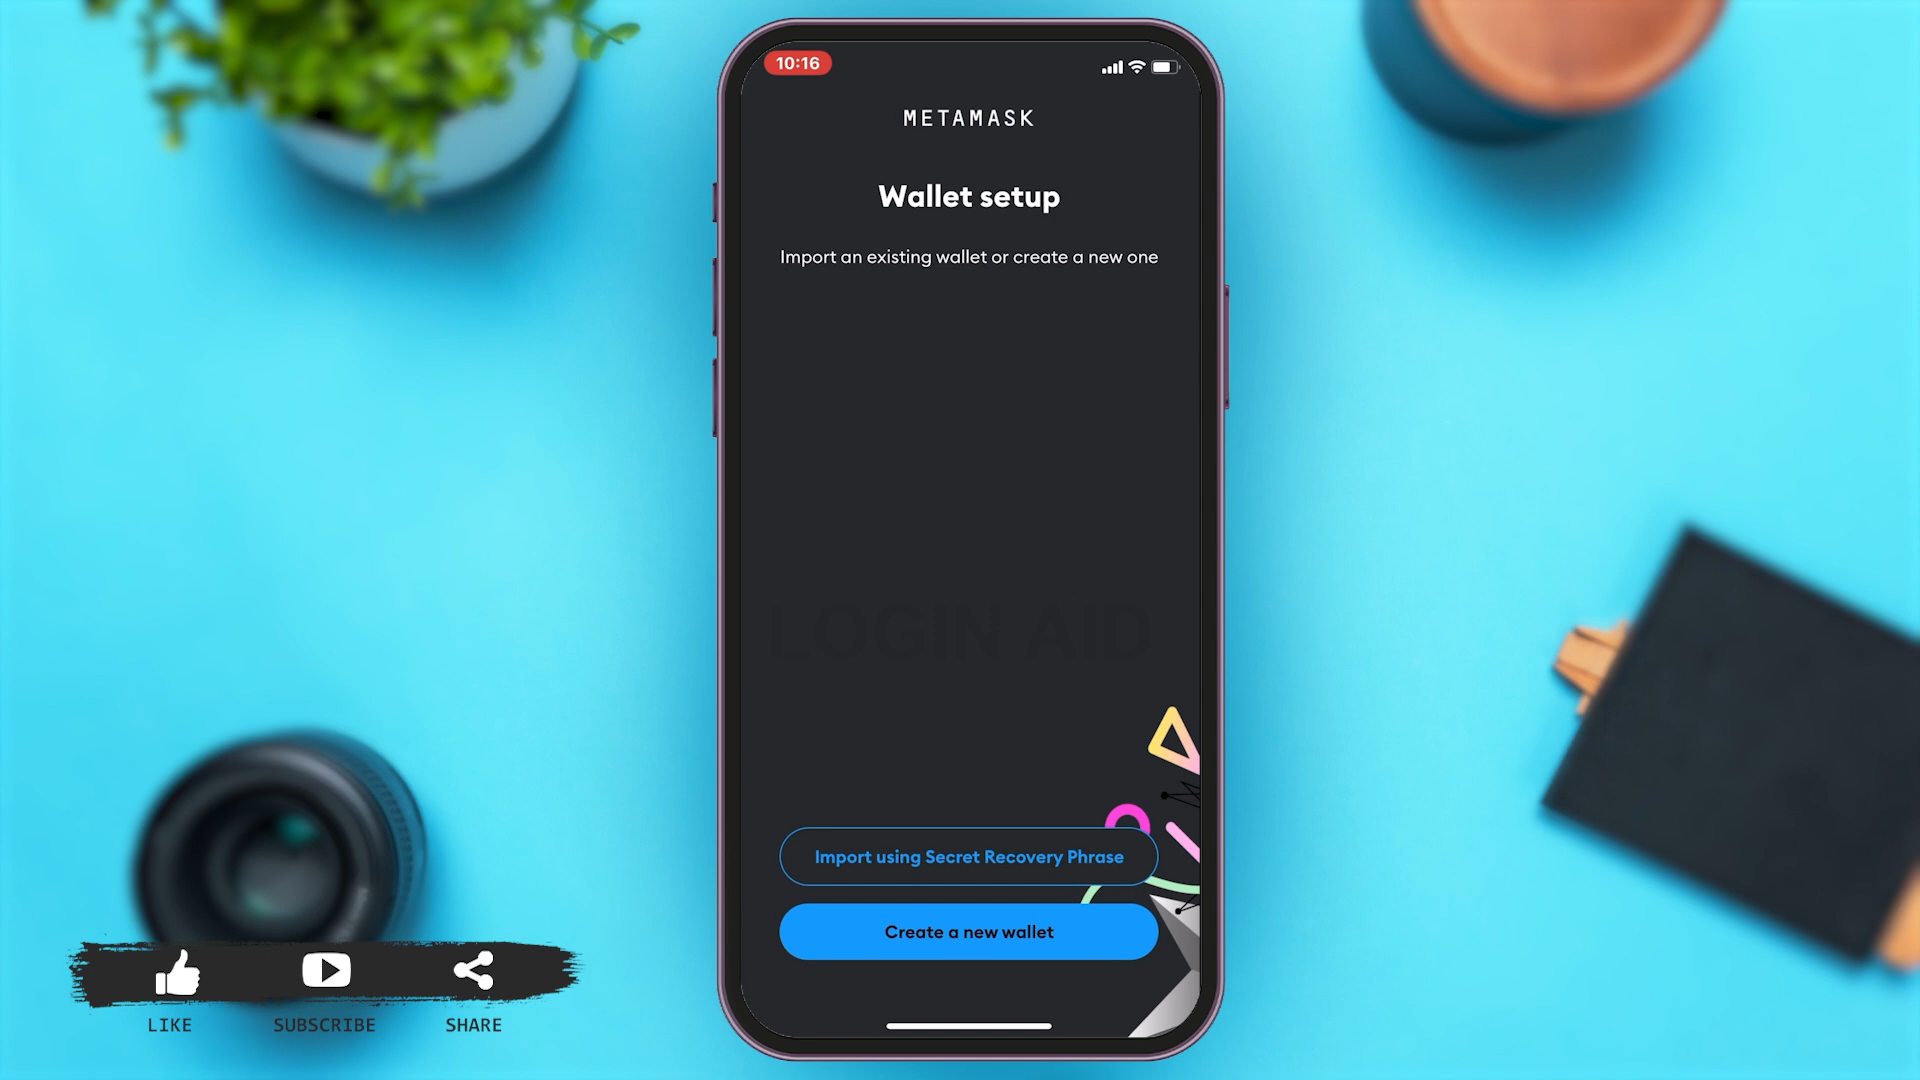 10:16
METAMASK
Wallet setup
Import an existing wallet or create a new one
LOGIN AID
Import using Secret Recovery Phrase
Create a new wallet
LIKE
SUBSCRIBE
SHARE